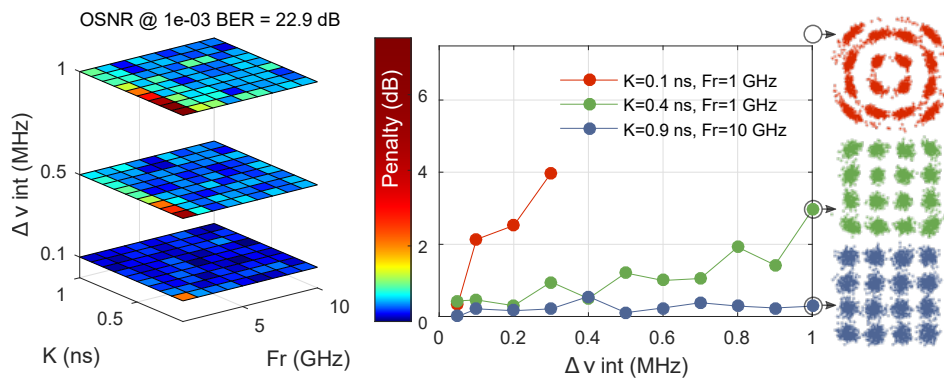 OSNR @ 1e-03 BER = 22.9 dB
1
0.5
0.1
Δ ν int (MHz)
1
0.5
K (ns)
5
10
Fr (GHz)
Penalty (dB)
6
4
2
0
K=0.1 ns, Fr=1 GHz
K=0.4 ns, Fr=1 GHz
K=0.9 ns, Fr=10 GHz
0 0.2 0.4 0.6 0.8 1
Δ ν int (MHz)